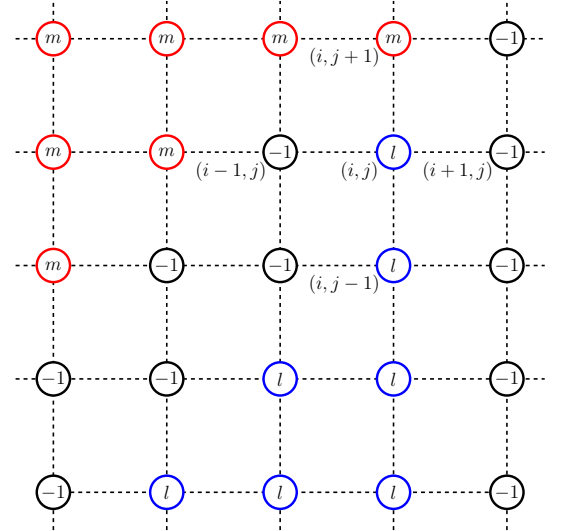 m m m m −1
(i, j + 1)
m m −1 l −1
(i − 1, j) (i, j) (i + 1, j)
m −1 −1 l −1
(i, j − 1)
−1 −1 l l −1
−1 l l l −1